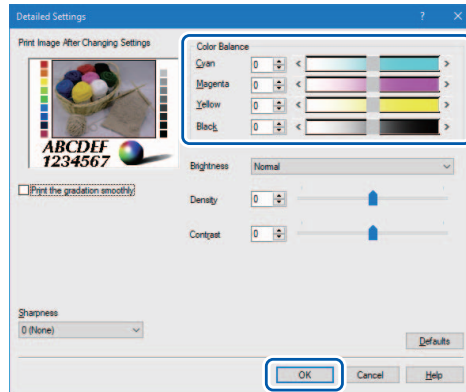 Detailed Settings
? ×
Print Image After Changing Settings
ABCDEF
1234567
Print the gradation smoothly
Color Balance
Cyan 0 < >
Magenta 0 < >
Yellow 0 < >
Black 0 < >
Brightness Normal
Density 0
Contrast 0
Sharpness
0 (None)
Defaults
OK Cancel Help